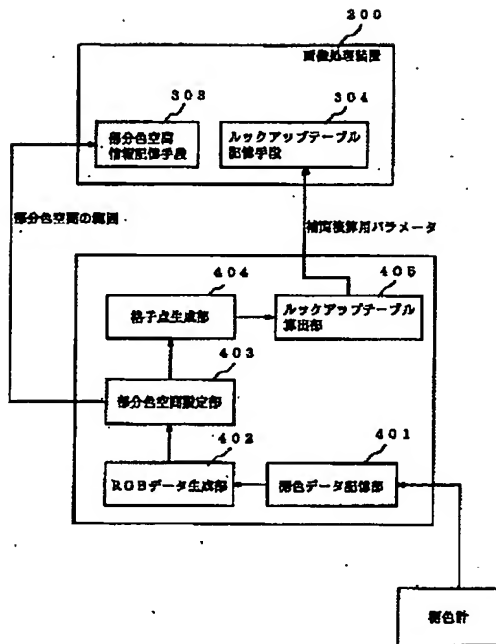 200
画像処理装置
303
304
部分色空間
情報記憶手段
ルックアップテーブル
記憶手段
部分色空間の範囲
補間演算用パラメータ
404
405
格子点生成部
ルックアップテーブル
算出部
403
部分色空間設定部
402
401
RGBデータ生成部
測色データ記憶部
測色計